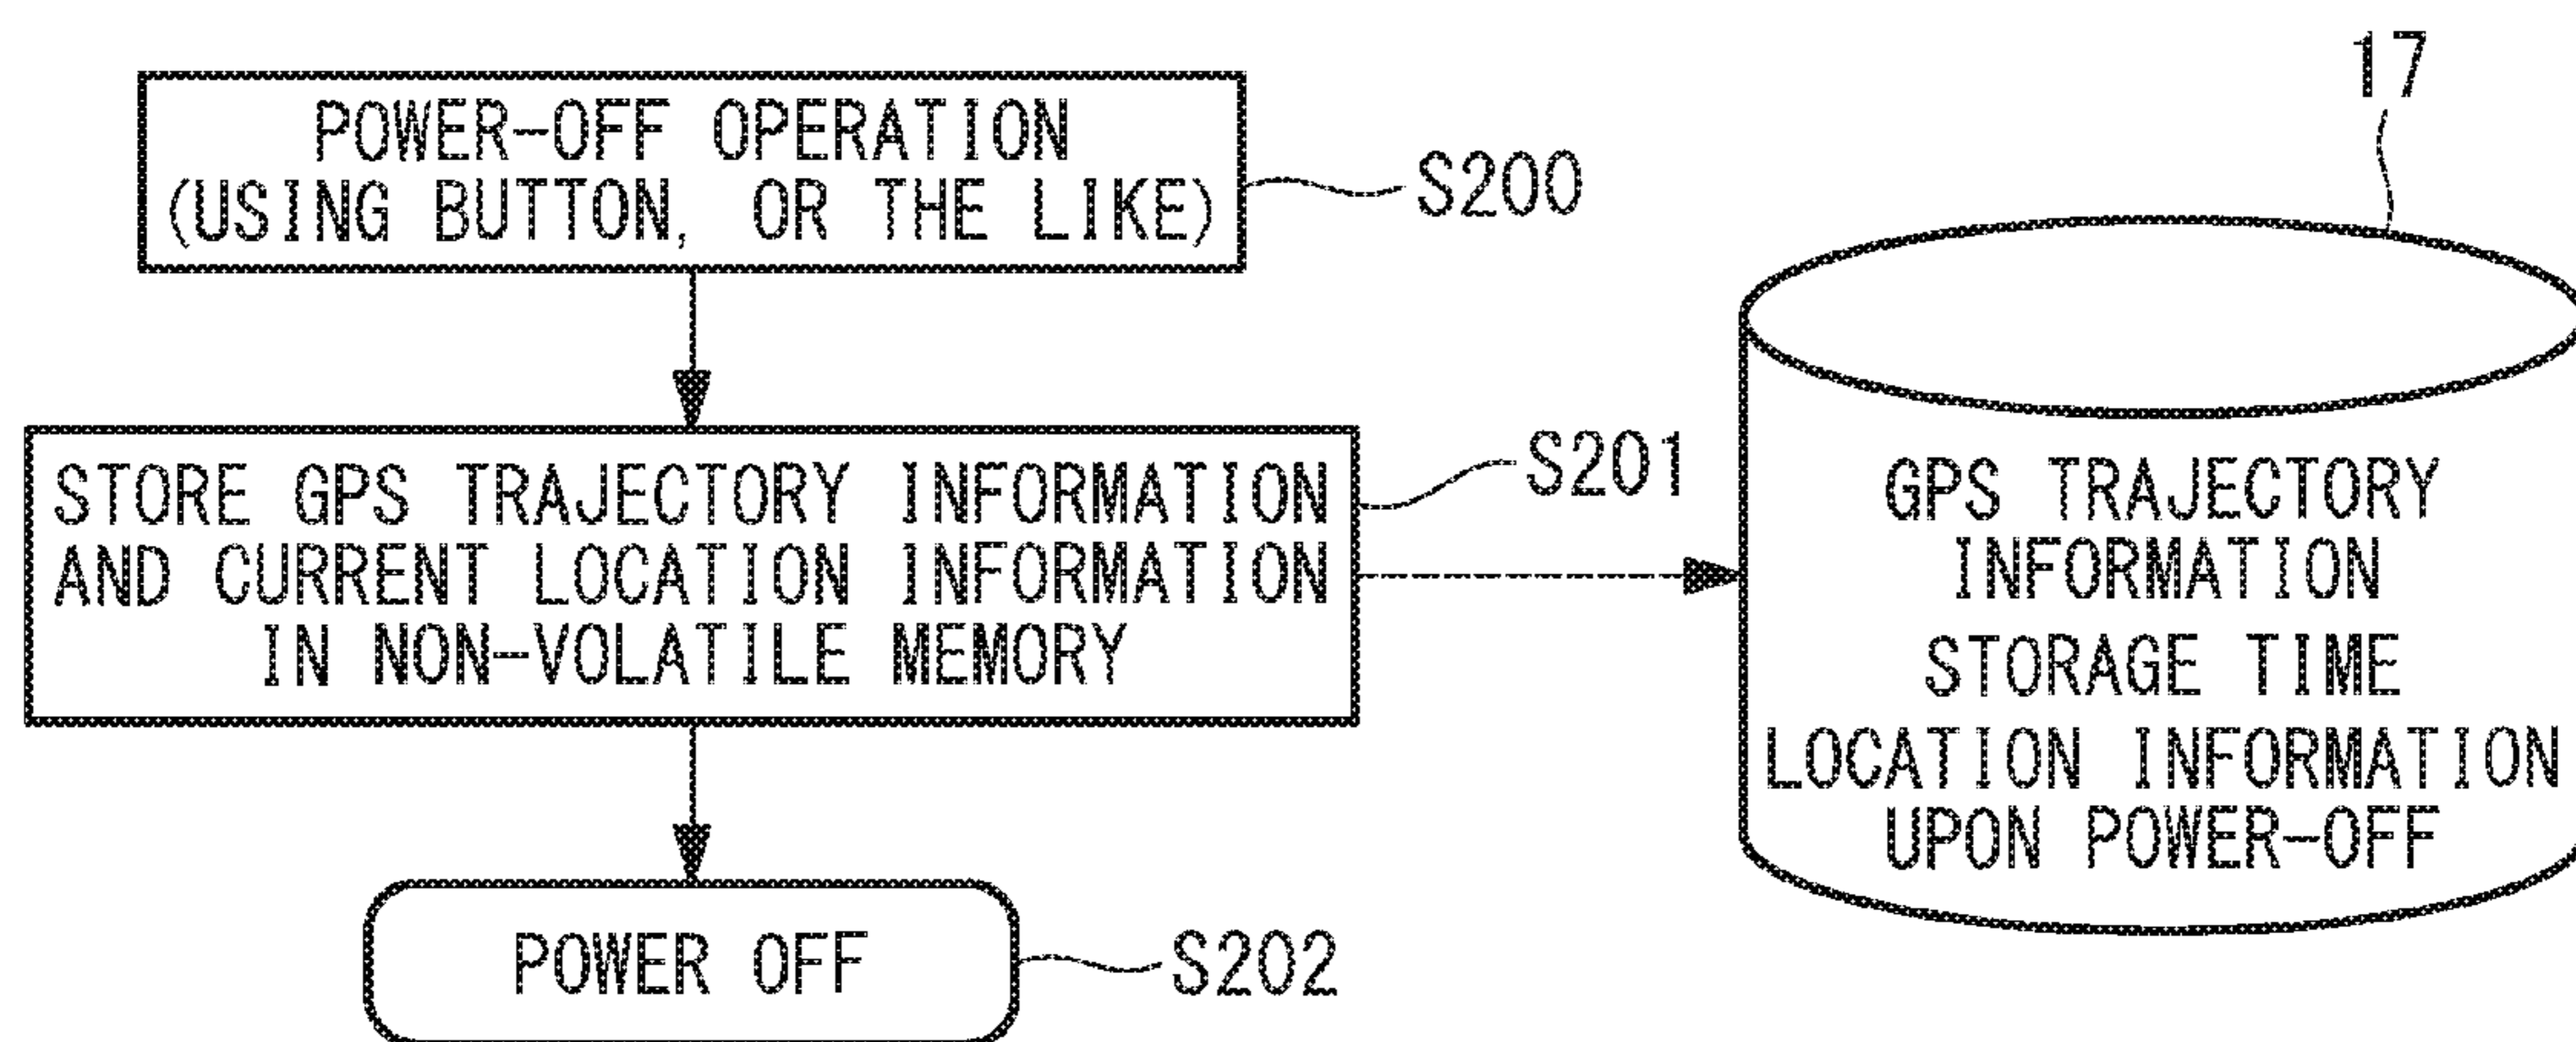 17
POWER-OFF OPERATION
(USING BUTTON, OR THE LIKE)
S200
STORE GPS TRAJECTORY INFORMATION
AND CURRENT LOCATION INFORMATION
IN NON-VOLATILE MEMORY
S201
GPS TRAJECTORY
INFORMATION
STORAGE TIME
LOCATION INFORMATION
UPON POWER-OFF
POWER OFF
S202